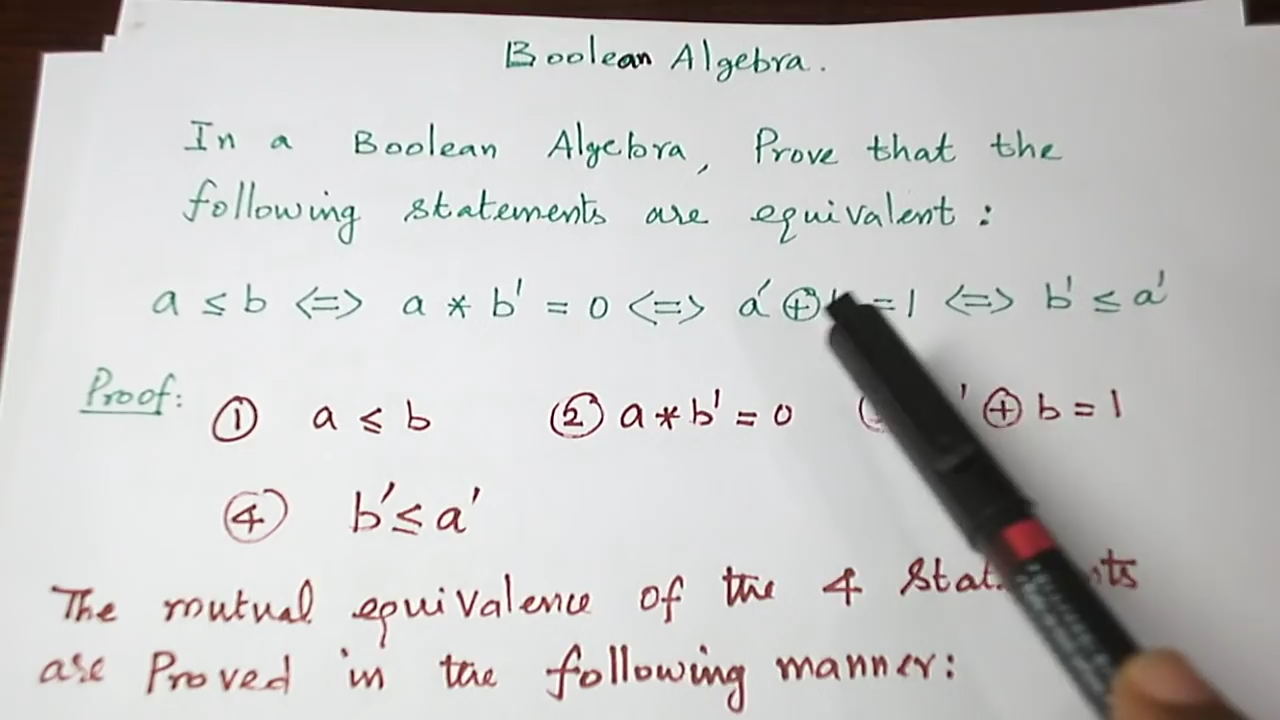 Boolean Algebra.
In a Boolean Algebra, Prove that the
following statements are equivalent :
a ≤ b <=> a * b' = 0 <=> a' ⊕ = 1 <=> b' ≤ a'
Proof: ① a ≤ b ② a * b' = 0 ' ⊕ b = 1
④ b' ≤ a'
The mutual equivalence of the 4
are Proved in the following manner: